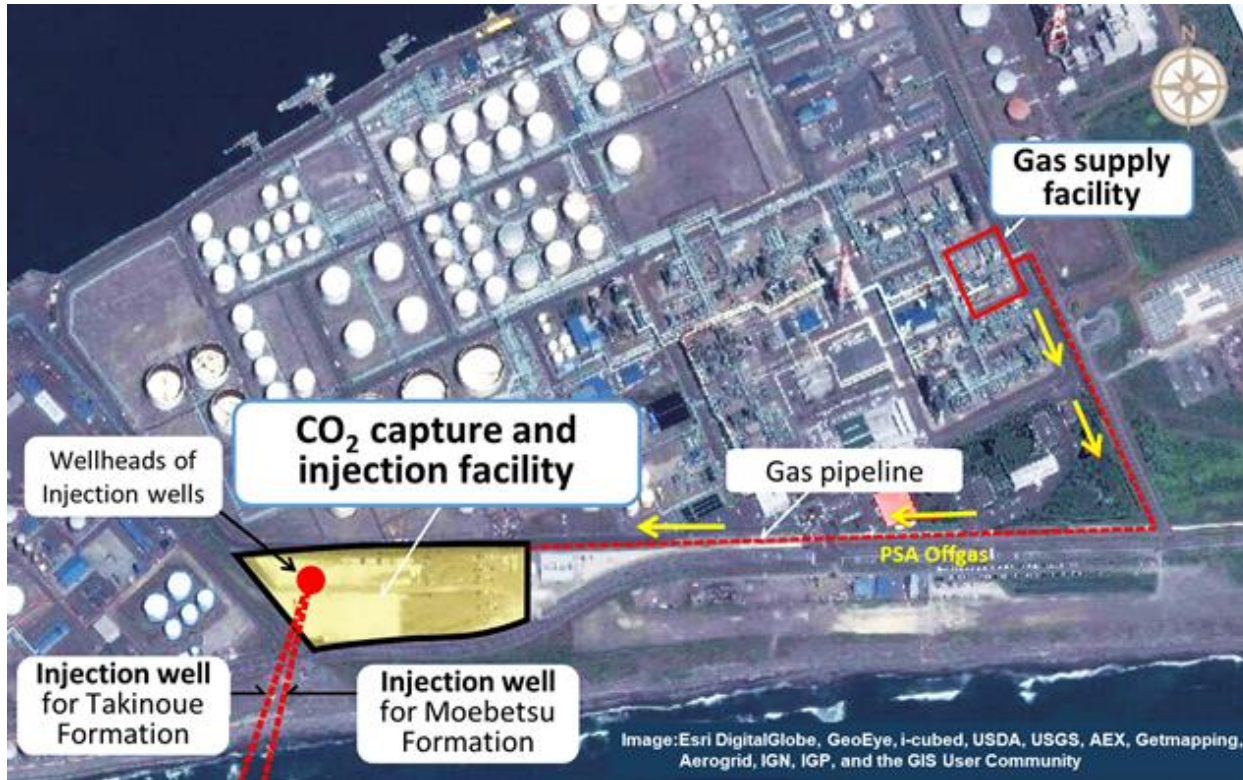 N
Gas supply
facility
CO₂ capture and
injection facility
Wellheads of
Injection wells
Gas pipeline
PSA Offgas
Injection well
for Takinoue
Formation
Injection well
for Moebetsu
Formation
Image:Esri DigitalGlobe, GeoEye, i-cubed, USDA, USGS, AEX, Getmapping,
Aerogrid, IGN, IGP, and the GIS User Community